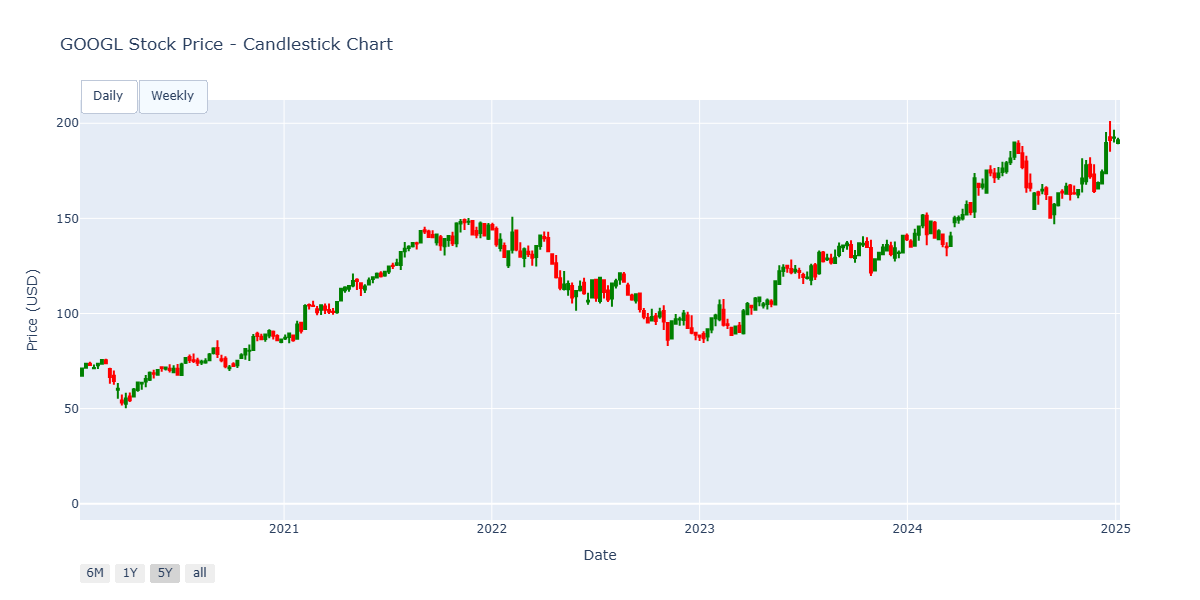 GOOGL Stock Price - Candlestick Chart
Daily Weekly
200
150
100
50
0
Price (USD)
2021 2022 2023 2024 2025
Date
6M 1Y 5Y all